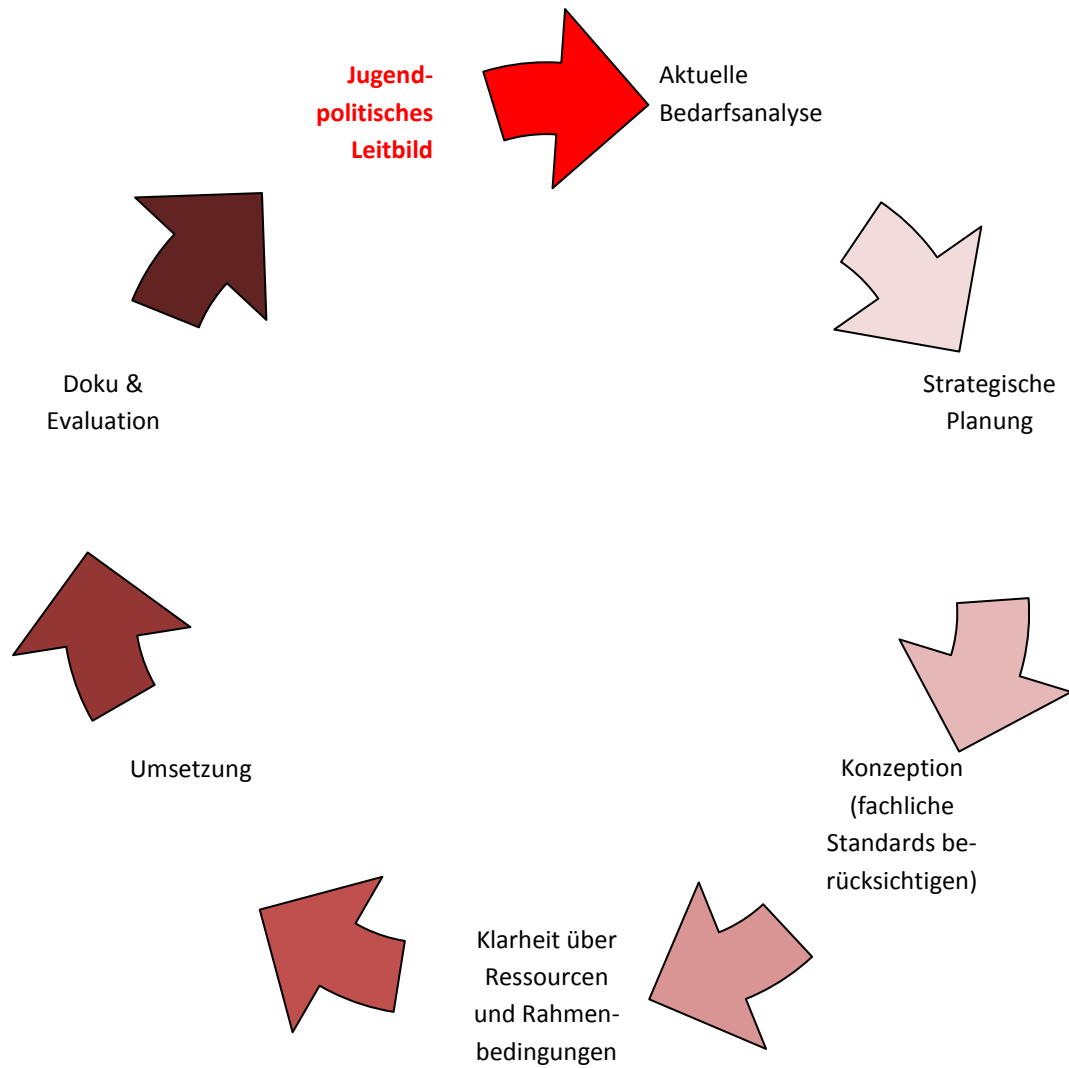 Jugend-
politisches
Leitbild
Aktuelle
Bedarfsanalyse
Strategische
Planung
Konzeption
(fachliche
Standards be-
rücksichtigen)
Klarheit über
Ressourcen
und Rahmen-
bedingungen
Umsetzung
Doku &
Evaluation